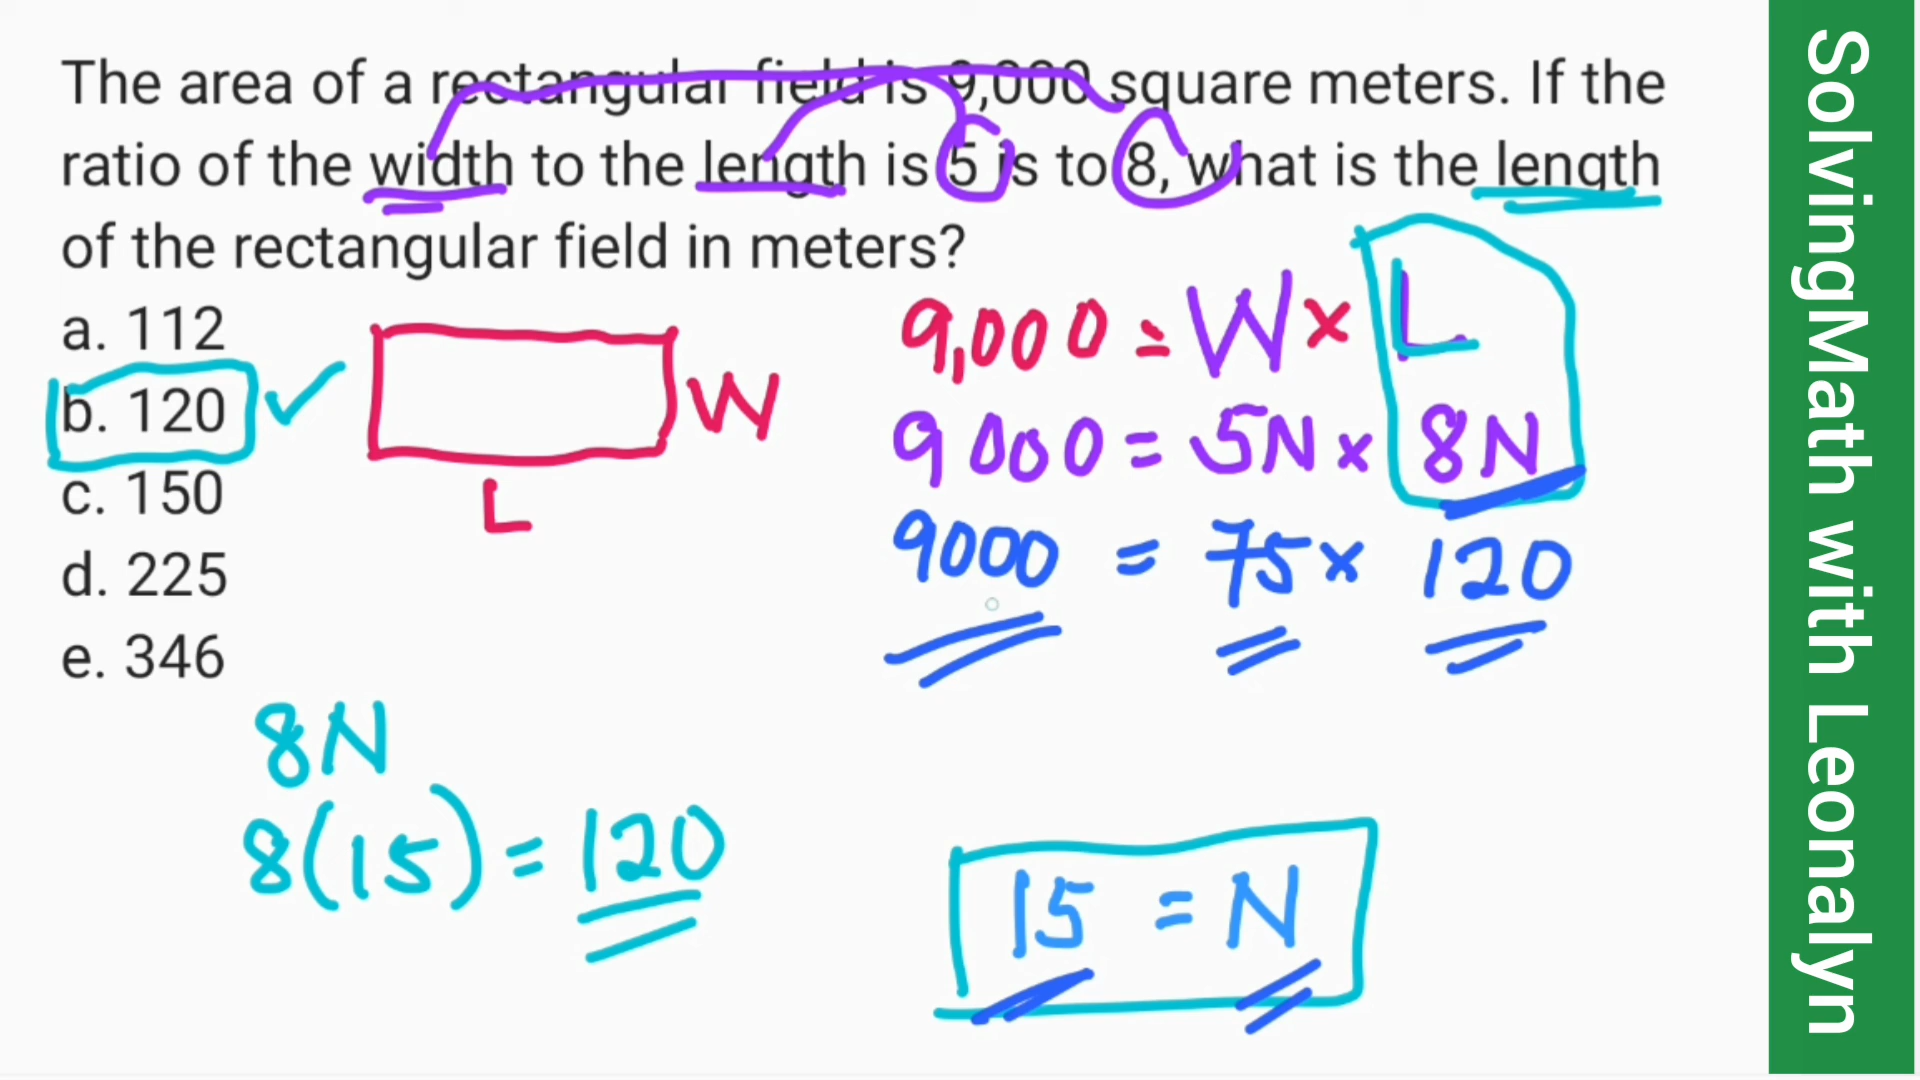 The area of a rectangular field is 9,000 square meters. If the
ratio of the width to the length is 5 is to 8, what is the length
of the rectangular field in meters?
a. 112
b. 120
c. 150
d. 225
e. 346
W
L
9,000 = W × L
9000 = 5N × 8N
9000 = 75 × 120
8N
8(15) = 120
15 = N
SolvingMath with Leonalyn